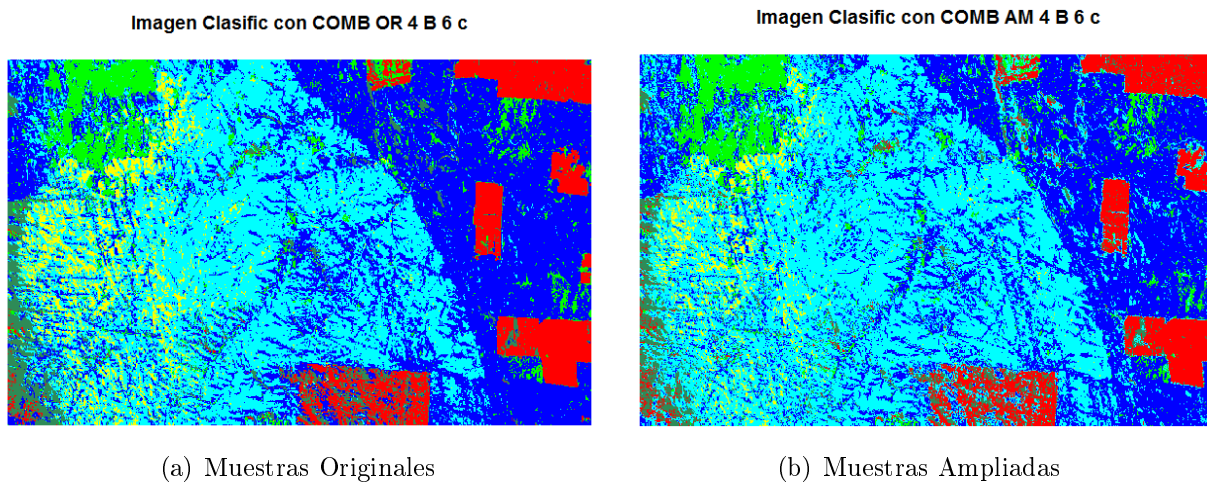 Imagen Clasific con COMB OR 4 B 6 c
Imagen Clasific con COMB AM 4 B 6 c
(a) Muestras Originales
(b) Muestras Ampliadas